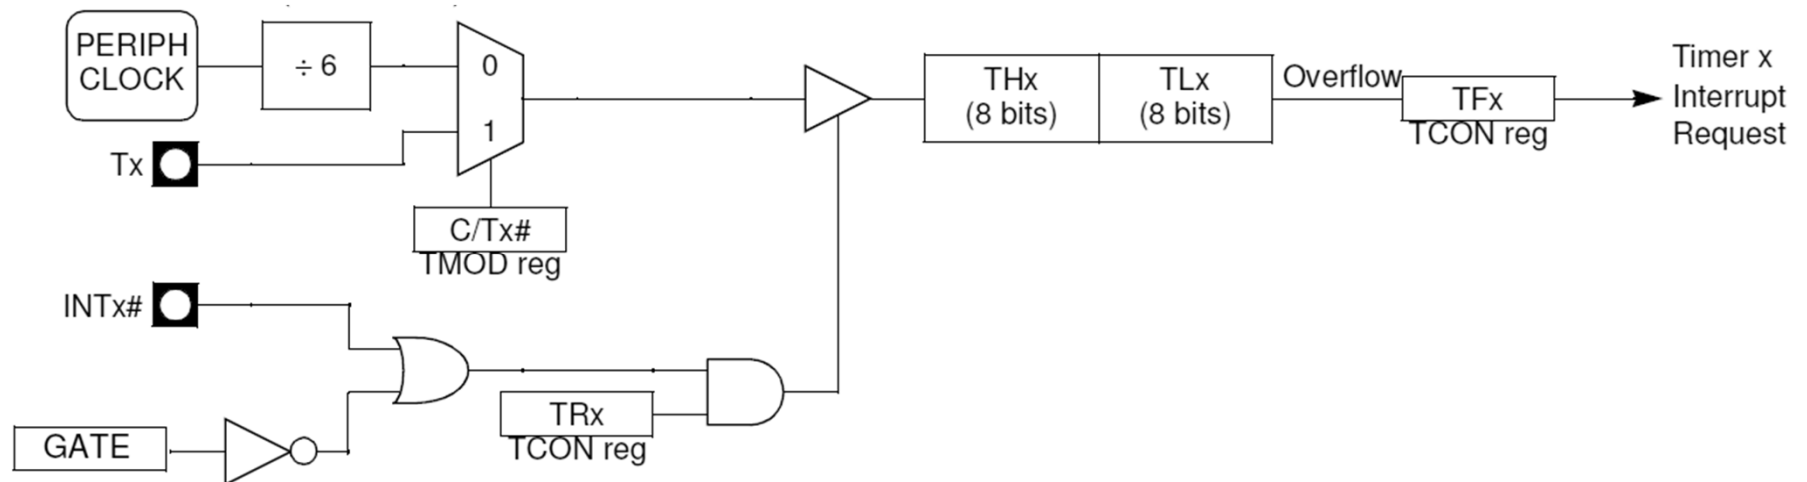 PERIPH
CLOCK
÷ 6
0
1
Tx
C/Tx#
TMOD reg
THx
(8 bits)
TLx
(8 bits)
Overflow
TFx
TCON reg
Timer x
Interrupt
Request
INTx#
GATE
TRx
TCON reg